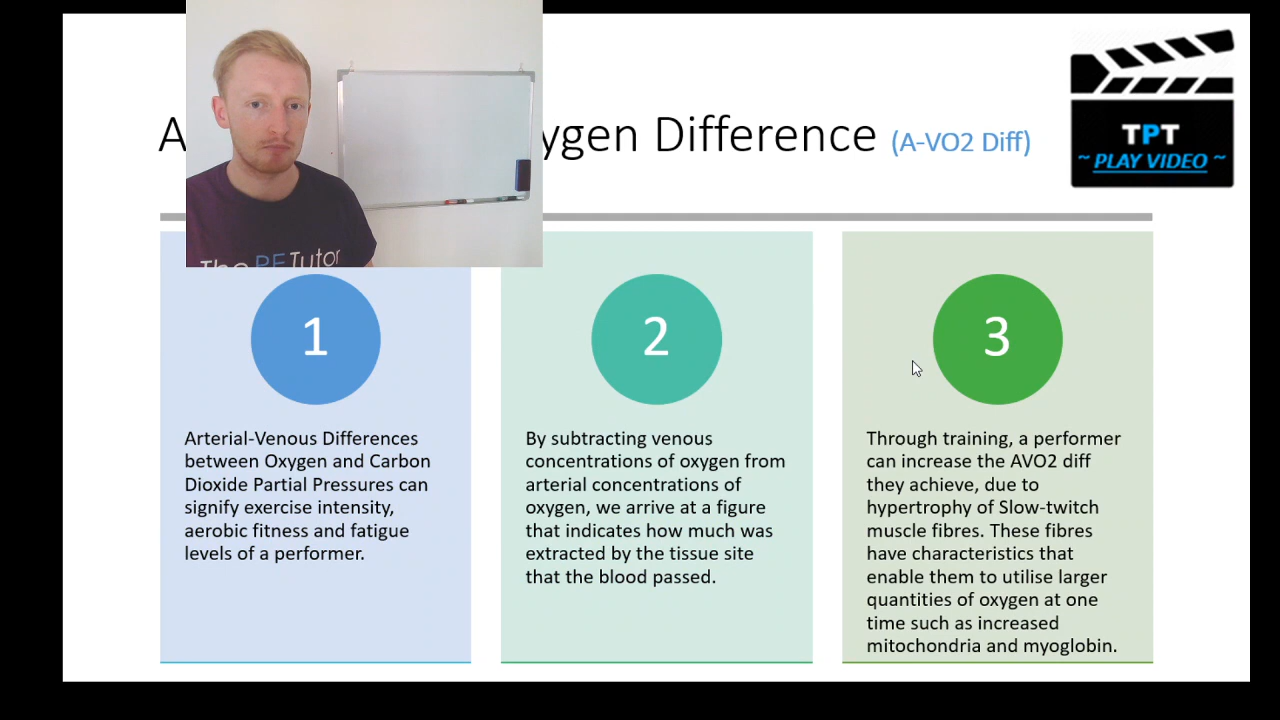 A
ygen Difference (A-VO2 Diff)
TPT
~ PLAY VIDEO ~
The PE Tutor
1
Arterial-Venous Differences
between Oxygen and Carbon
Dioxide Partial Pressures can
signify exercise intensity,
aerobic fitness and fatigue
levels of a performer.
2
By subtracting venous
concentrations of oxygen from
arterial concentrations of
oxygen, we arrive at a figure
that indicates how much was
extracted by the tissue site
that the blood passed.
3
Through training, a performer
can increase the AVO2 diff
they achieve, due to
hypertrophy of Slow-twitch
muscle fibres. These fibres
have characteristics that
enable them to utilise larger
quantities of oxygen at one
time such as increased
mitochondria and myoglobin.